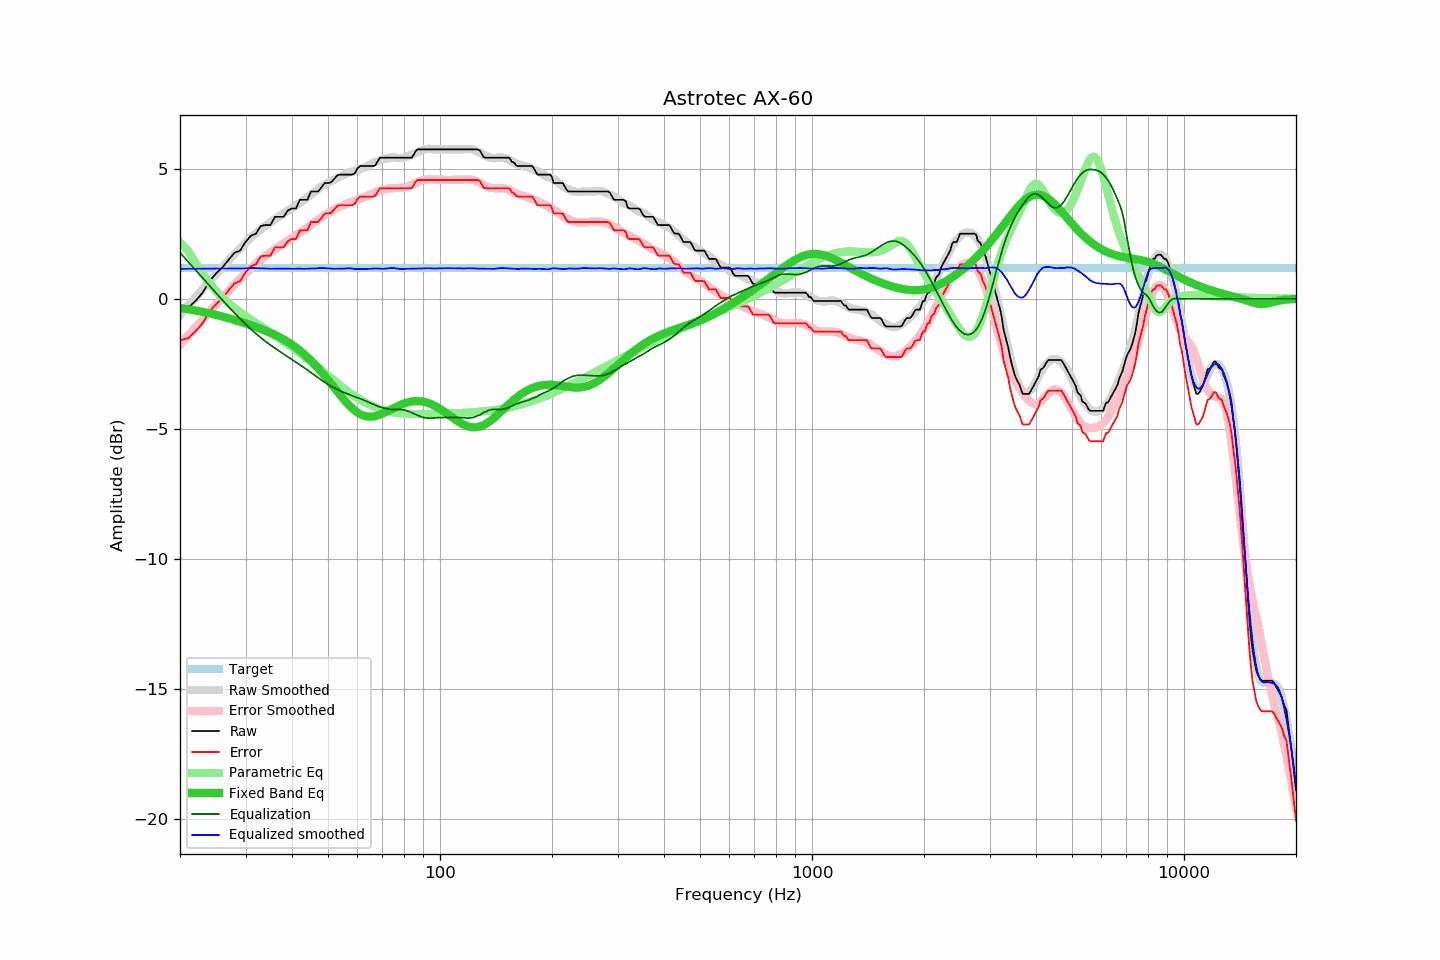 Astrotec AX-60
5
0
−5
−10
−15
−20
Amplitude (dBr)
Target
Raw Smoothed
Error Smoothed
Raw
Error
Parametric Eq
Fixed Band Eq
Equalization
Equalized smoothed
100
1000
10000
Frequency (Hz)